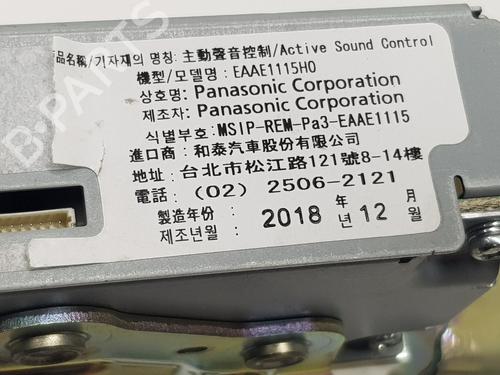 品名稱/기자재의 명칭: 主動聲音控制/Active Sound Control
機型/모델명: EAAE1115H0
상호명: Panasonic Corporation
제조자: Panasonic Corporation
식별부호: MSIP-REM-Pa3-EAAE1115
進口商: 和泰汽車股份有限公司
地址: 台北市松江路121號8-14樓
電話: (02) 2506-2121
製造年份: 2018 年 12 月
제조년월: 년 월
B-PARTS